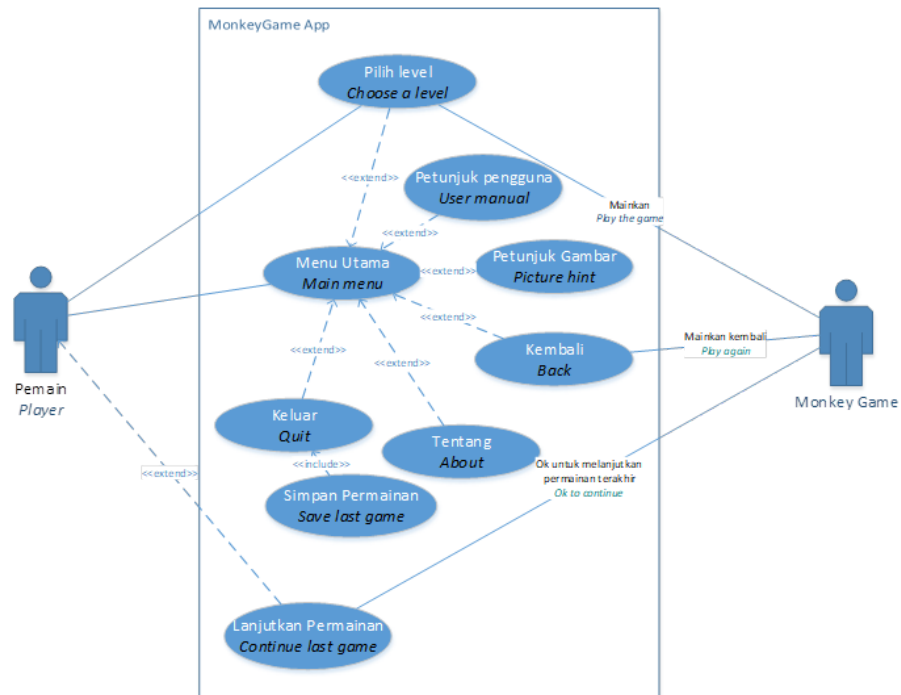 MonkeyGame App
Pilih level
Choose a level
<<extend>>
Petunjuk pengguna
User manual
<<extend>>
Mainkan
Play the game
Menu Utama
Main menu
<<extend>>
Petunjuk Gambar
Picture hint
<<extend>>
Kembali
Back
Mainkan kembali
Play again
Pemain
Player
Monkey Game
<<extend>>
<<extend>>
Keluar
Quit
Tentang
About
<<include>>
<<extend>>
Simpan Permainan
Save last game
Ok untuk melanjutkan
permainan terakhir
Ok to continue
Lanjutkan Permainan
Continue last game